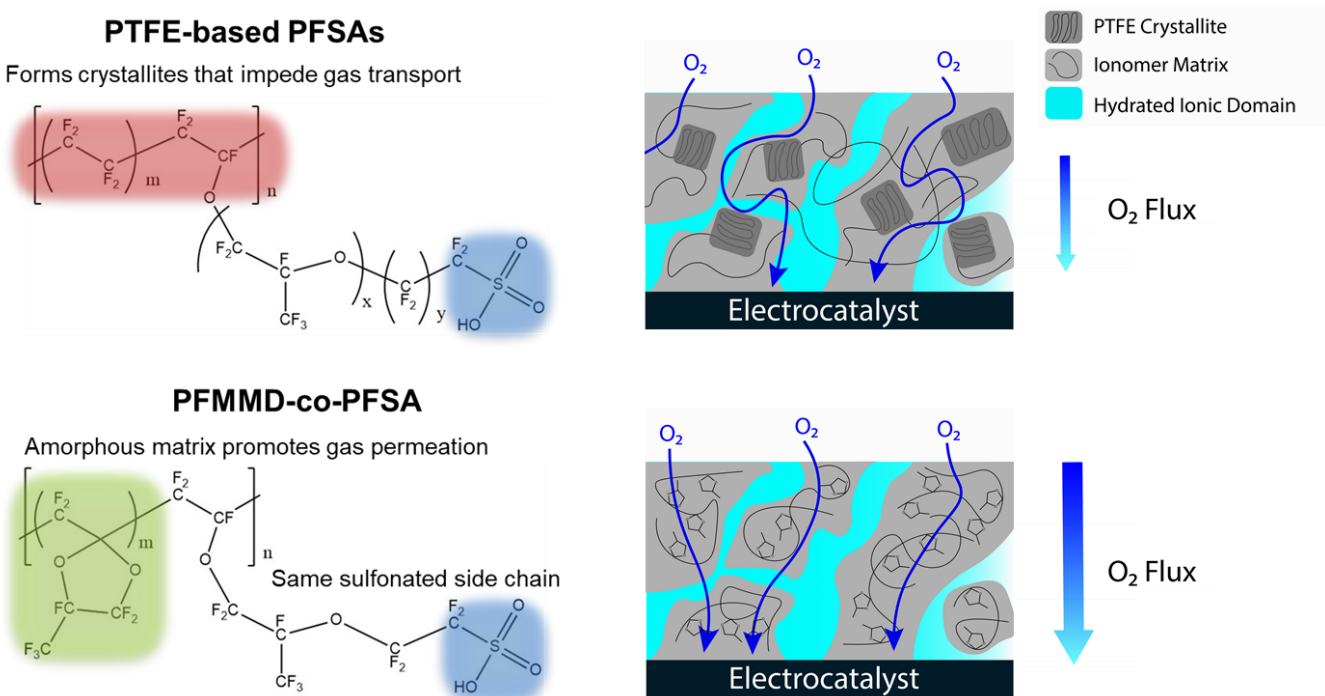 PTFE-based PFSAs
Forms crystallites that impede gas transport
F₂
C
C
F₂
m
F₂
C
CF
n
O
F₂C
F
C
CF₃
O
x
C
F₂
y
F₂
C
S
O
O
HO
O₂
O₂
O₂
Electrocatalyst
PTFE Crystallite
Ionomer Matrix
Hydrated Ionic Domain
O₂ Flux
PFMMD-co-PFSA
Amorphous matrix promotes gas permeation
F₂
C
m
O
O
FC
CF₂
F₃C
F₂
C
CF
n
O
Same sulfonated side chain
F₂C
F
C
CF₃
O
C
F₂
F₂
C
S
O
O
HO
O₂
O₂
O₂
Electrocatalyst
O₂ Flux